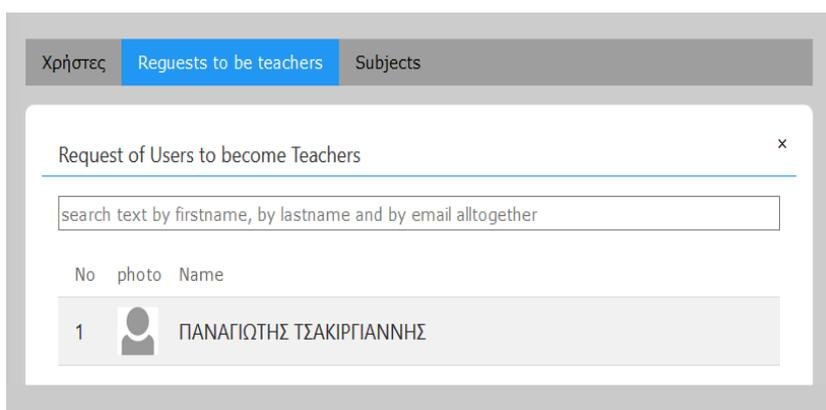 Χρήστες Reguests to be teachers Subjects
x
Request of Users to become Teachers
search text by firstname, by lastname and by email alltogether
No photo Name
1 ΠΑΝΑΓΙΩΤΗΣ ΤΣΑΚΙΡΓΙΑΝΝΗΣ